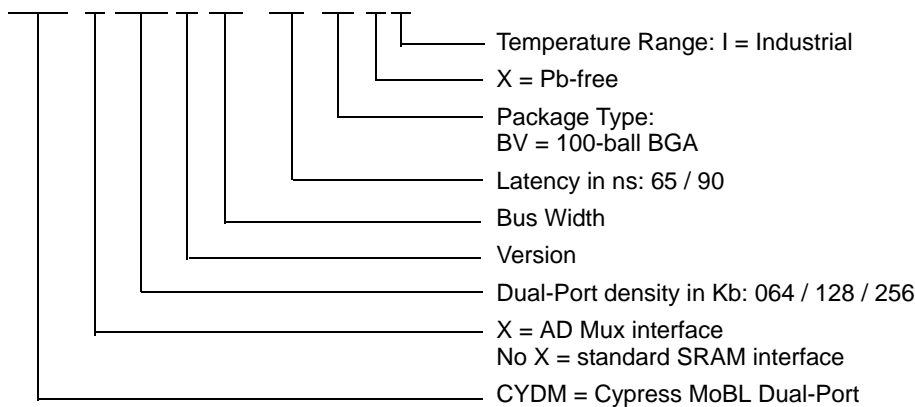 Temperature Range: I = Industrial
X = Pb-free
Package Type:
BV = 100-ball BGA
Latency in ns: 65 / 90
Bus Width
Version
Dual-Port density in Kb: 064 / 128 / 256
X = AD Mux interface
No X = standard SRAM interface
CYDM = Cypress MoBL Dual-Port